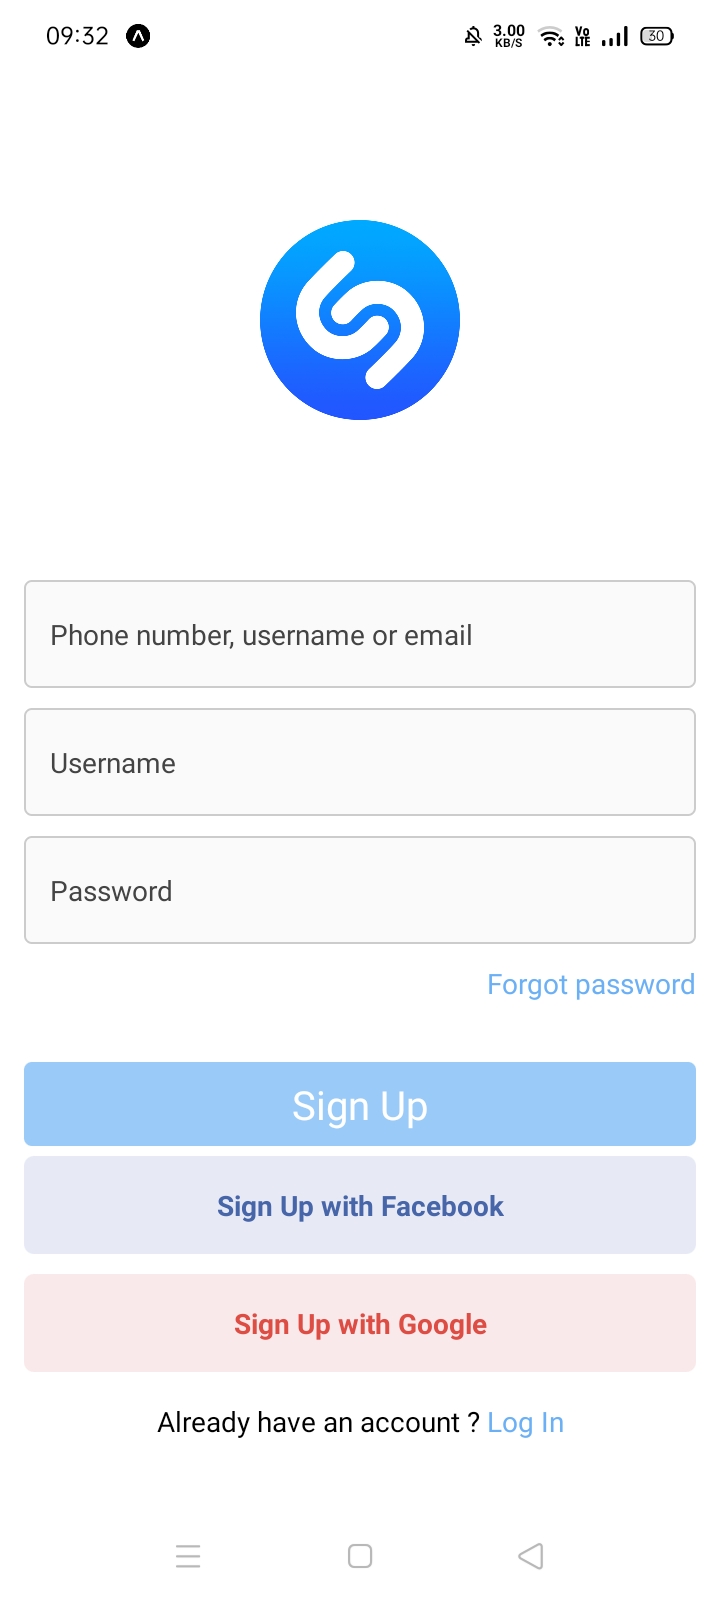 09:32 3.00 KB/S Vo LTE 30
Phone number, username or email
Username
Password
Forgot password
Sign Up
Sign Up with Facebook
Sign Up with Google
Already have an account ? Log In